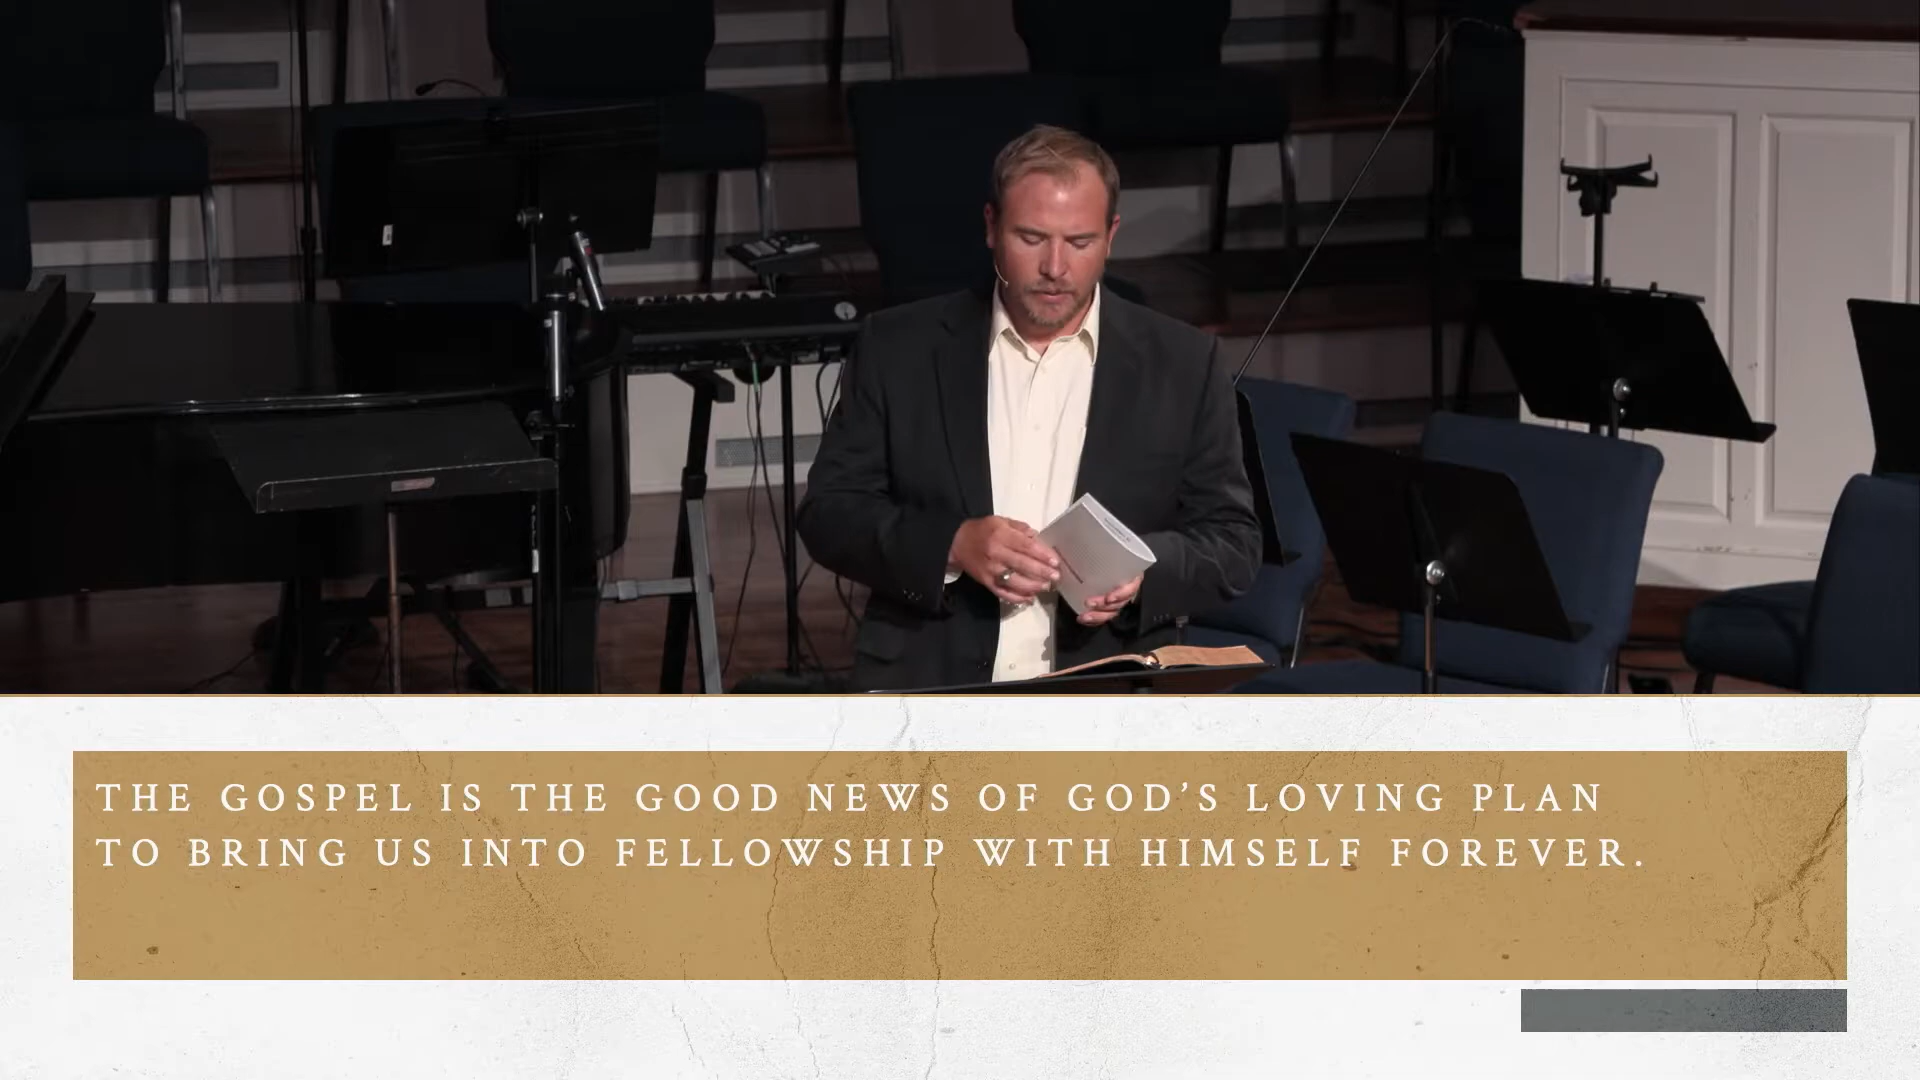 THE GOSPEL IS THE GOOD NEWS OF GOD’S LOVING PLAN
TO BRING US INTO FELLOWSHIP WITH HIMSELF FOREVER.